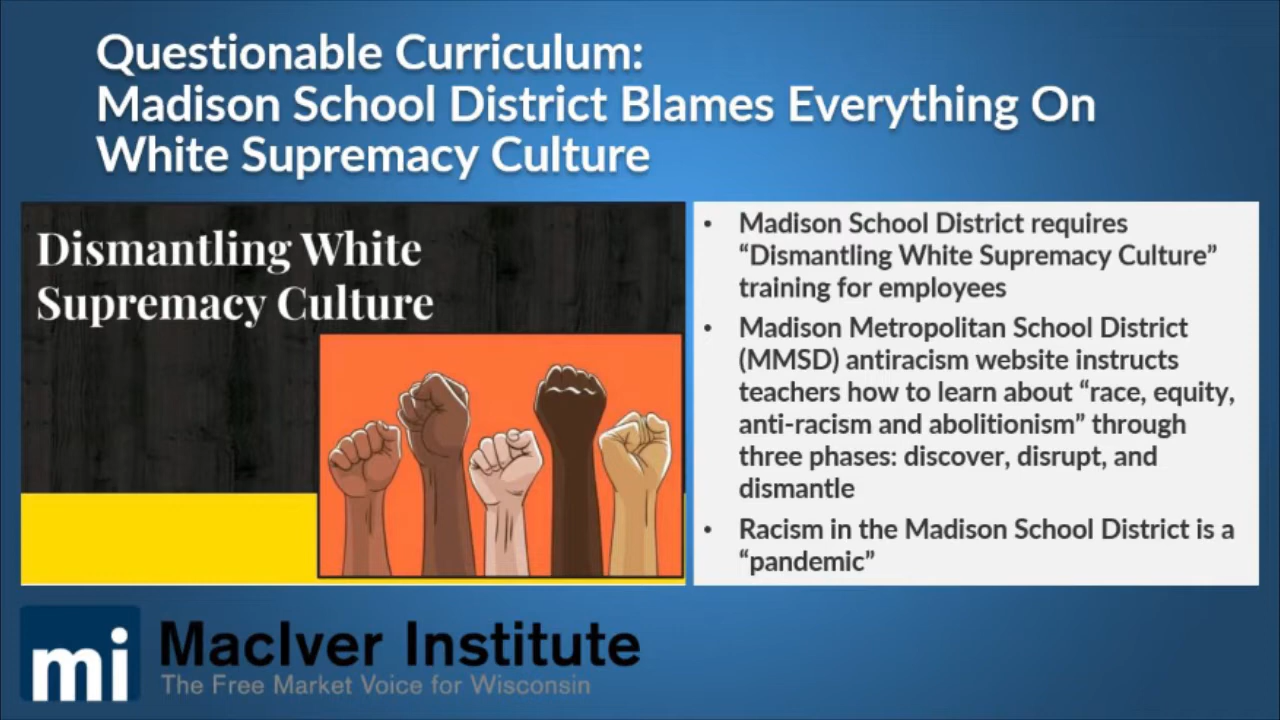 Questionable Curriculum:
Madison School District Blames Everything On
White Supremacy Culture
Dismantling White
Supremacy Culture
• Madison School District requires
“Dismantling White Supremacy Culture”
training for employees
• Madison Metropolitan School District
(MMSD) antiracism website instructs
teachers how to learn about “race, equity,
anti-racism and abolitionism” through
three phases: discover, disrupt, and
dismantle
• Racism in the Madison School District is a
“pandemic”
mi
MacIver Institute
The Free Market Voice for Wisconsin